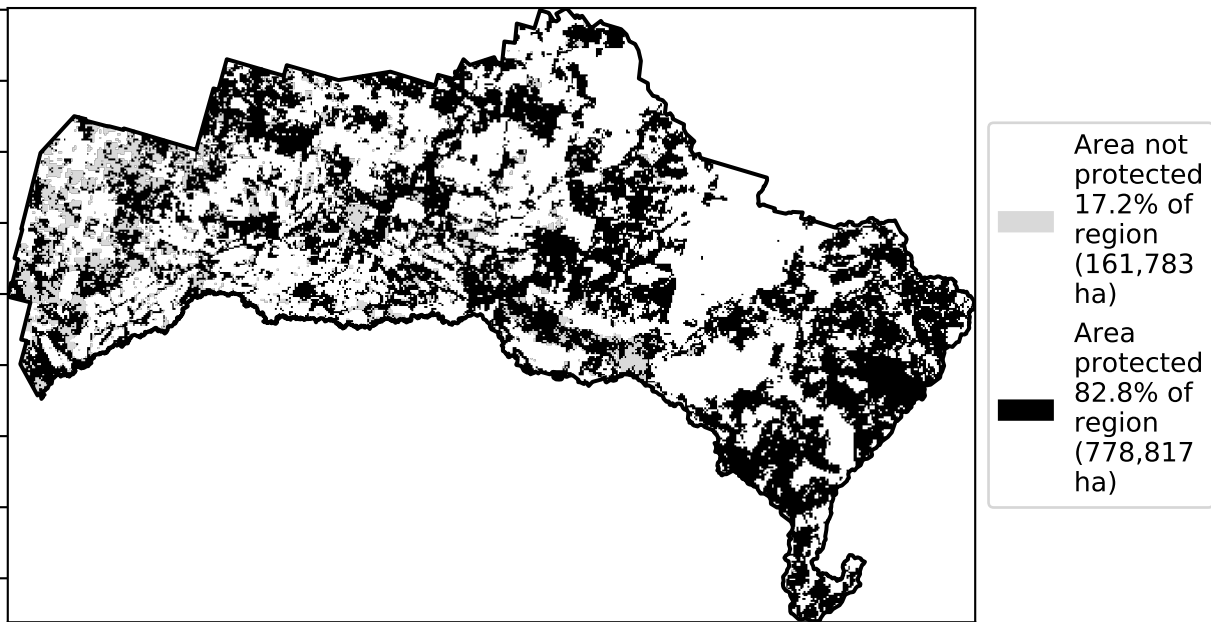 Area not
protected
17.2% of
region
(161,783
ha)
Area
protected
82.8% of
region
(778,817
ha)